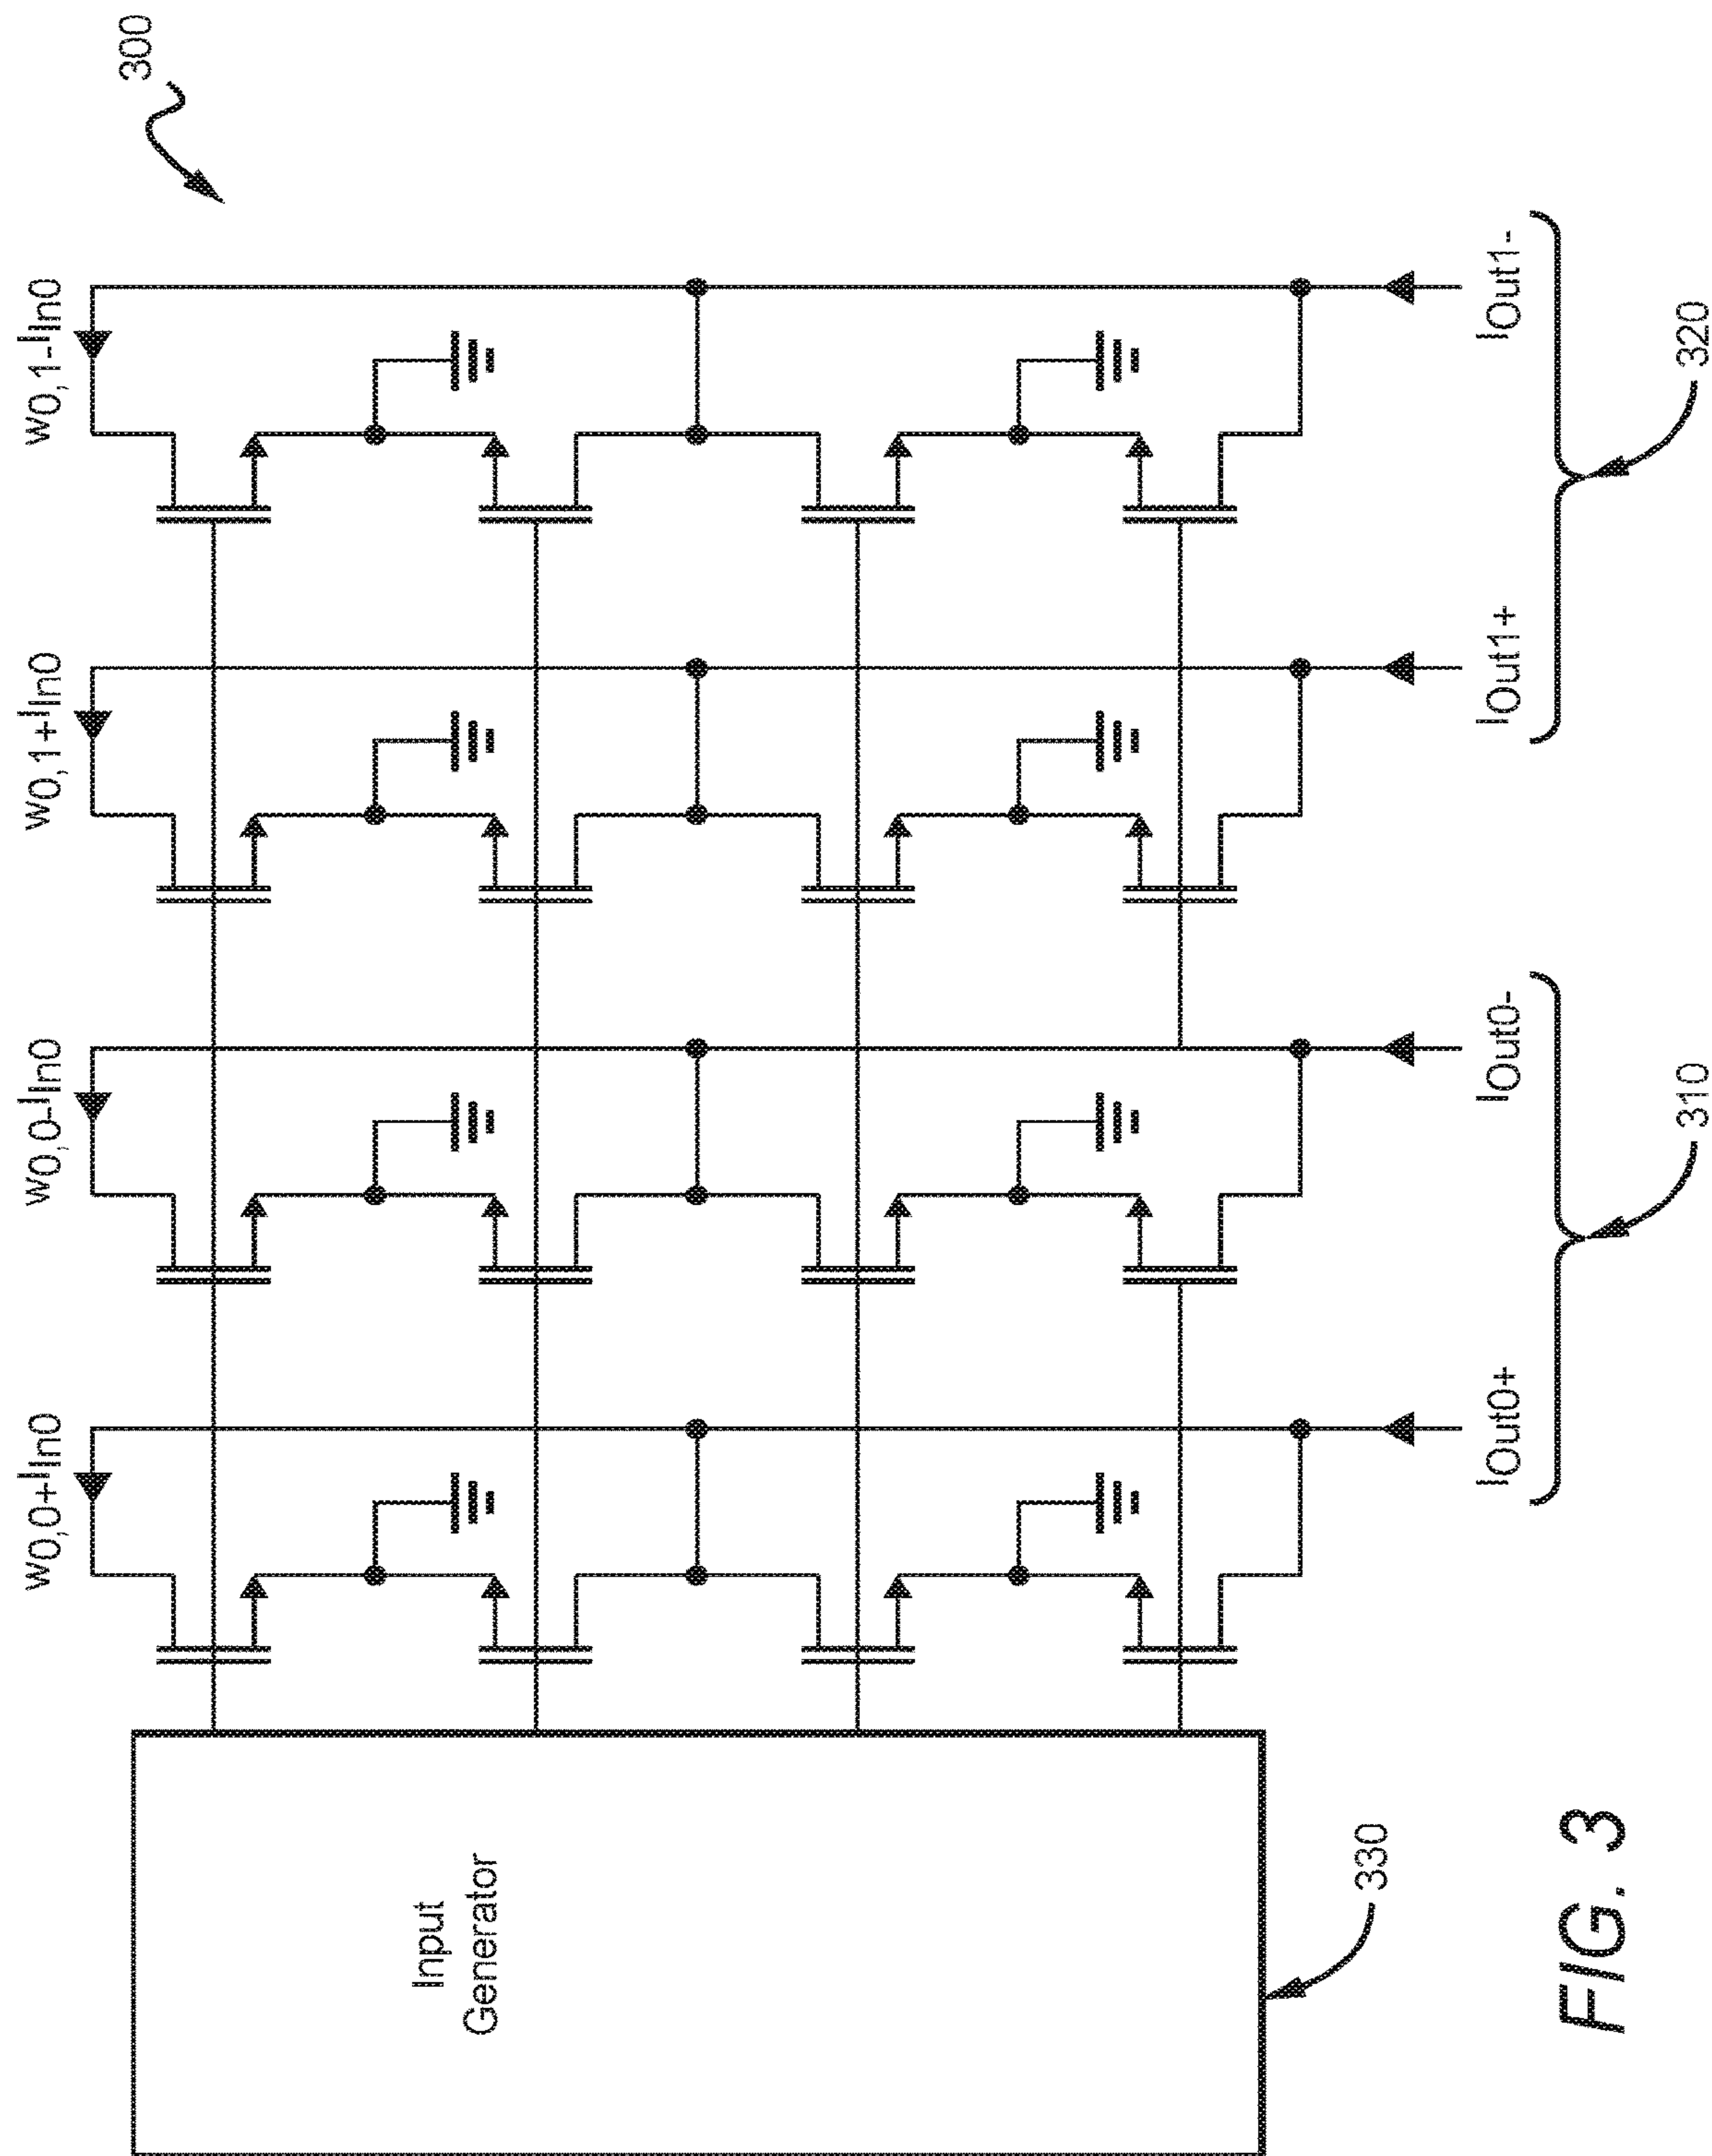 300
W0,0+IIn0
W0,0-IIn0
W0,1+IIn0
W0,1-IIn0
Input
Generator
330
IOut0+
IOut0-
IOut1+
IOut1-
310
320
FIG. 3